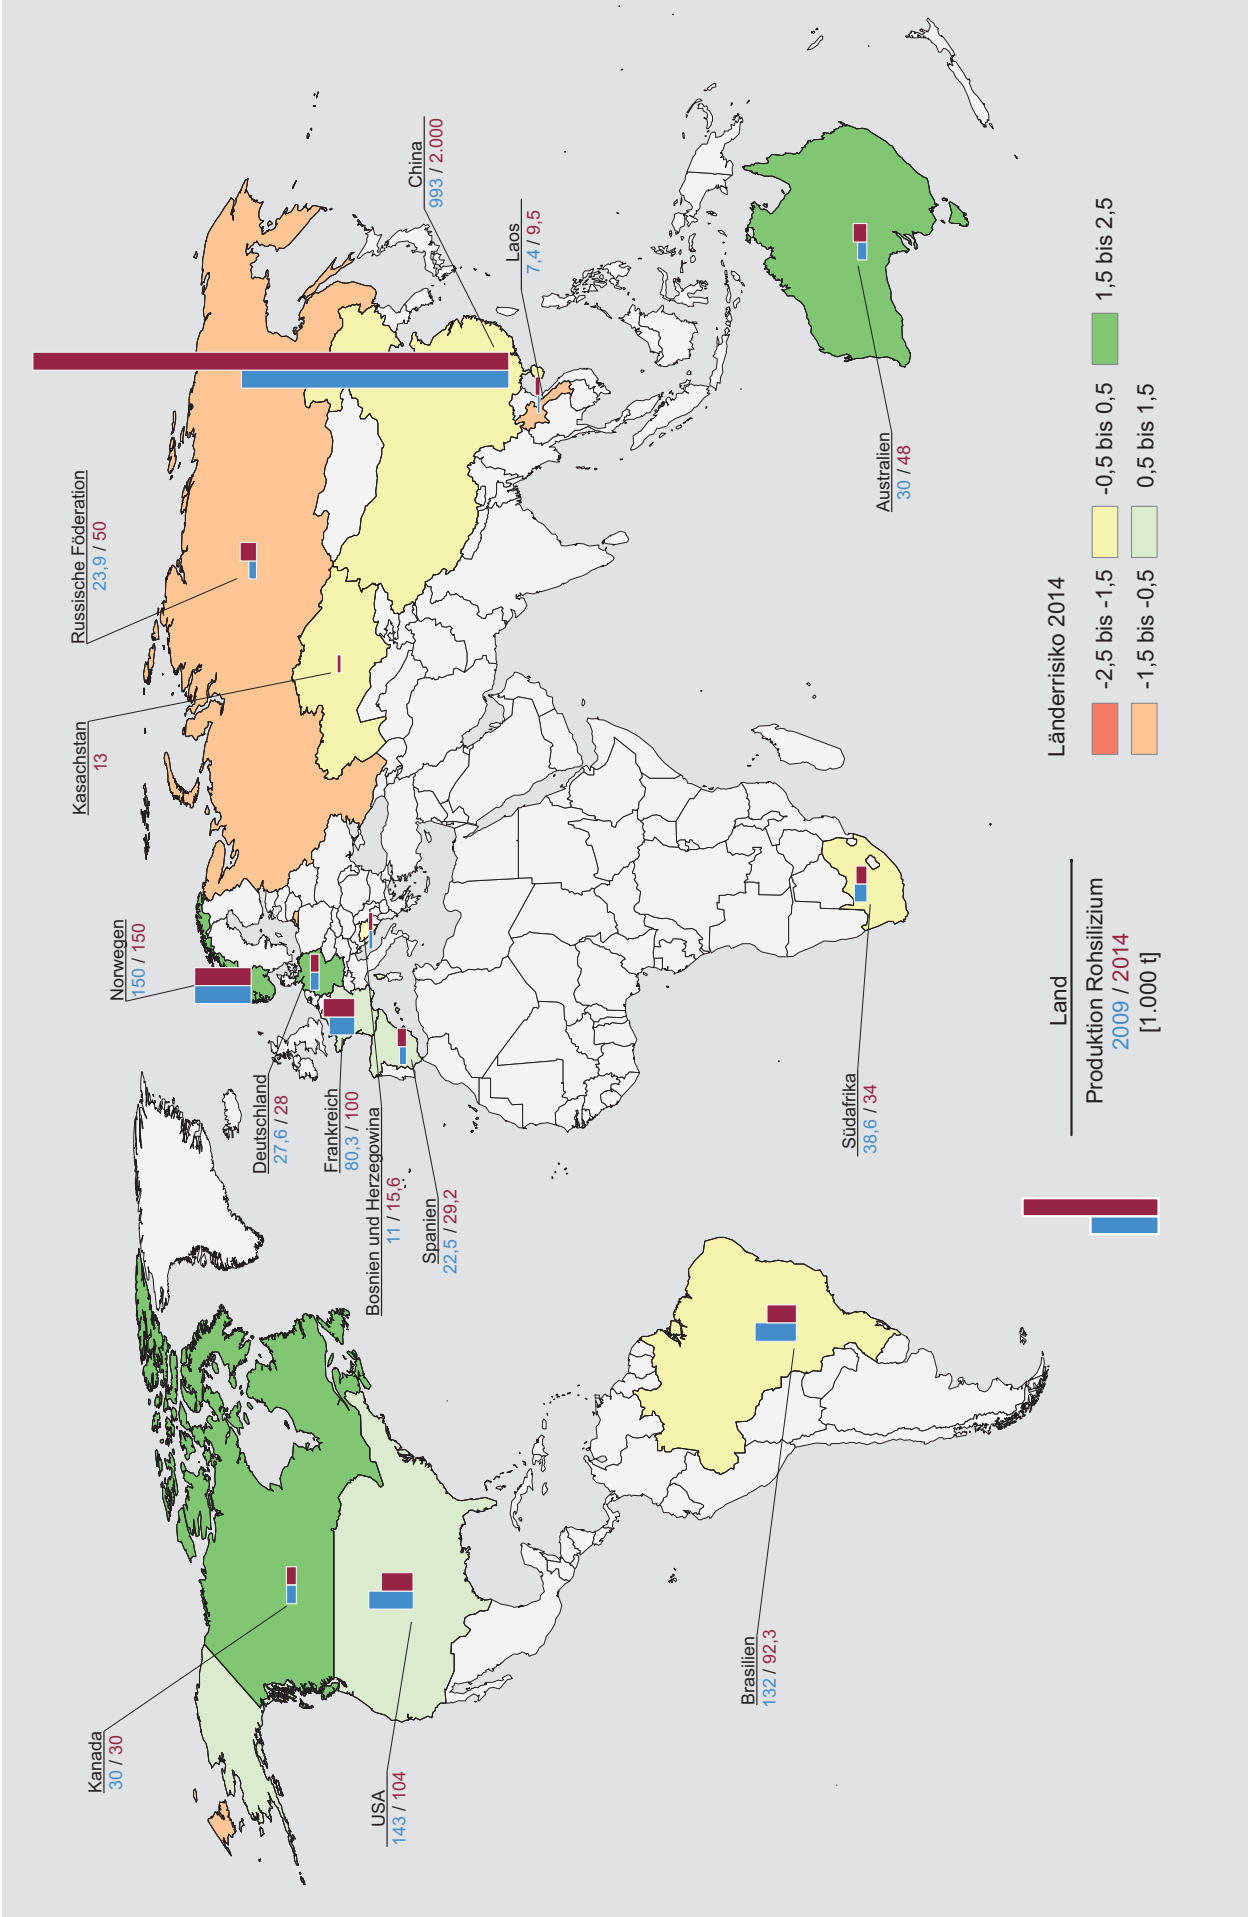 Kanada
30 / 30
USA
143 / 104
Norwegen
150 / 150
Kasachstan
13
Russische Föderation
23,9 / 50
China
993 / 2.000
Laos
7,4 / 9,5
Deutschland
27,6 / 28
Frankreich
80,3 / 100
Bosnien und Herzegowina
11 / 15,6
Spanien
22,5 / 29,2
Brasilien
132 / 92,3
Südafrika
38,6 / 34
Australien
30 / 48
Land
Produktion Rohsilizium
2009 / 2014
[1.000 t]
Länderrisiko 2014
-2,5 bis -1,5
-0,5 bis 0,5
1,5 bis 2,5
-1,5 bis -0,5
0,5 bis 1,5